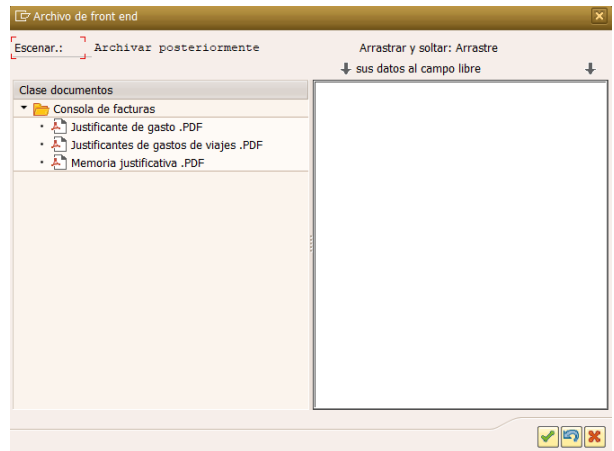 Archivo de front end
Escenar.: Archivar posteriormente
Arrastrar y soltar: Arrastre
sus datos al campo libre
Clase documentos
Consola de facturas
Justificante de gasto .PDF
Justificantes de gastos de viajes .PDF
Memoria justificativa .PDF